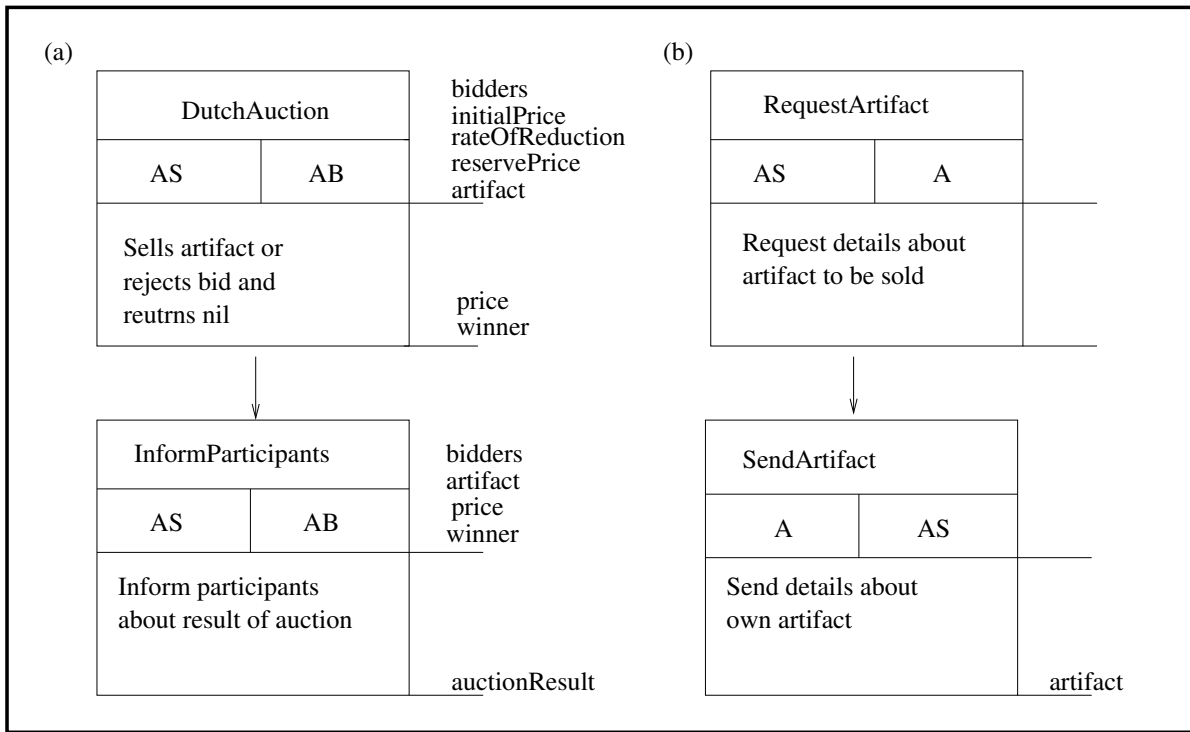 (a)
DutchAuction
AS
AB
bidders
initialPrice
rateOfReduction
reservePrice
artifact
Sells artifact or
rejects bid and
reutrns nil
price
winner
InformParticipants
AS
AB
bidders
artifact
price
winner
Inform participants
about result of auction
auctionResult
(b)
RequestArtifact
AS
A
Request details about
artifact to be sold
SendArtifact
A
AS
Send details about
own artifact
artifact